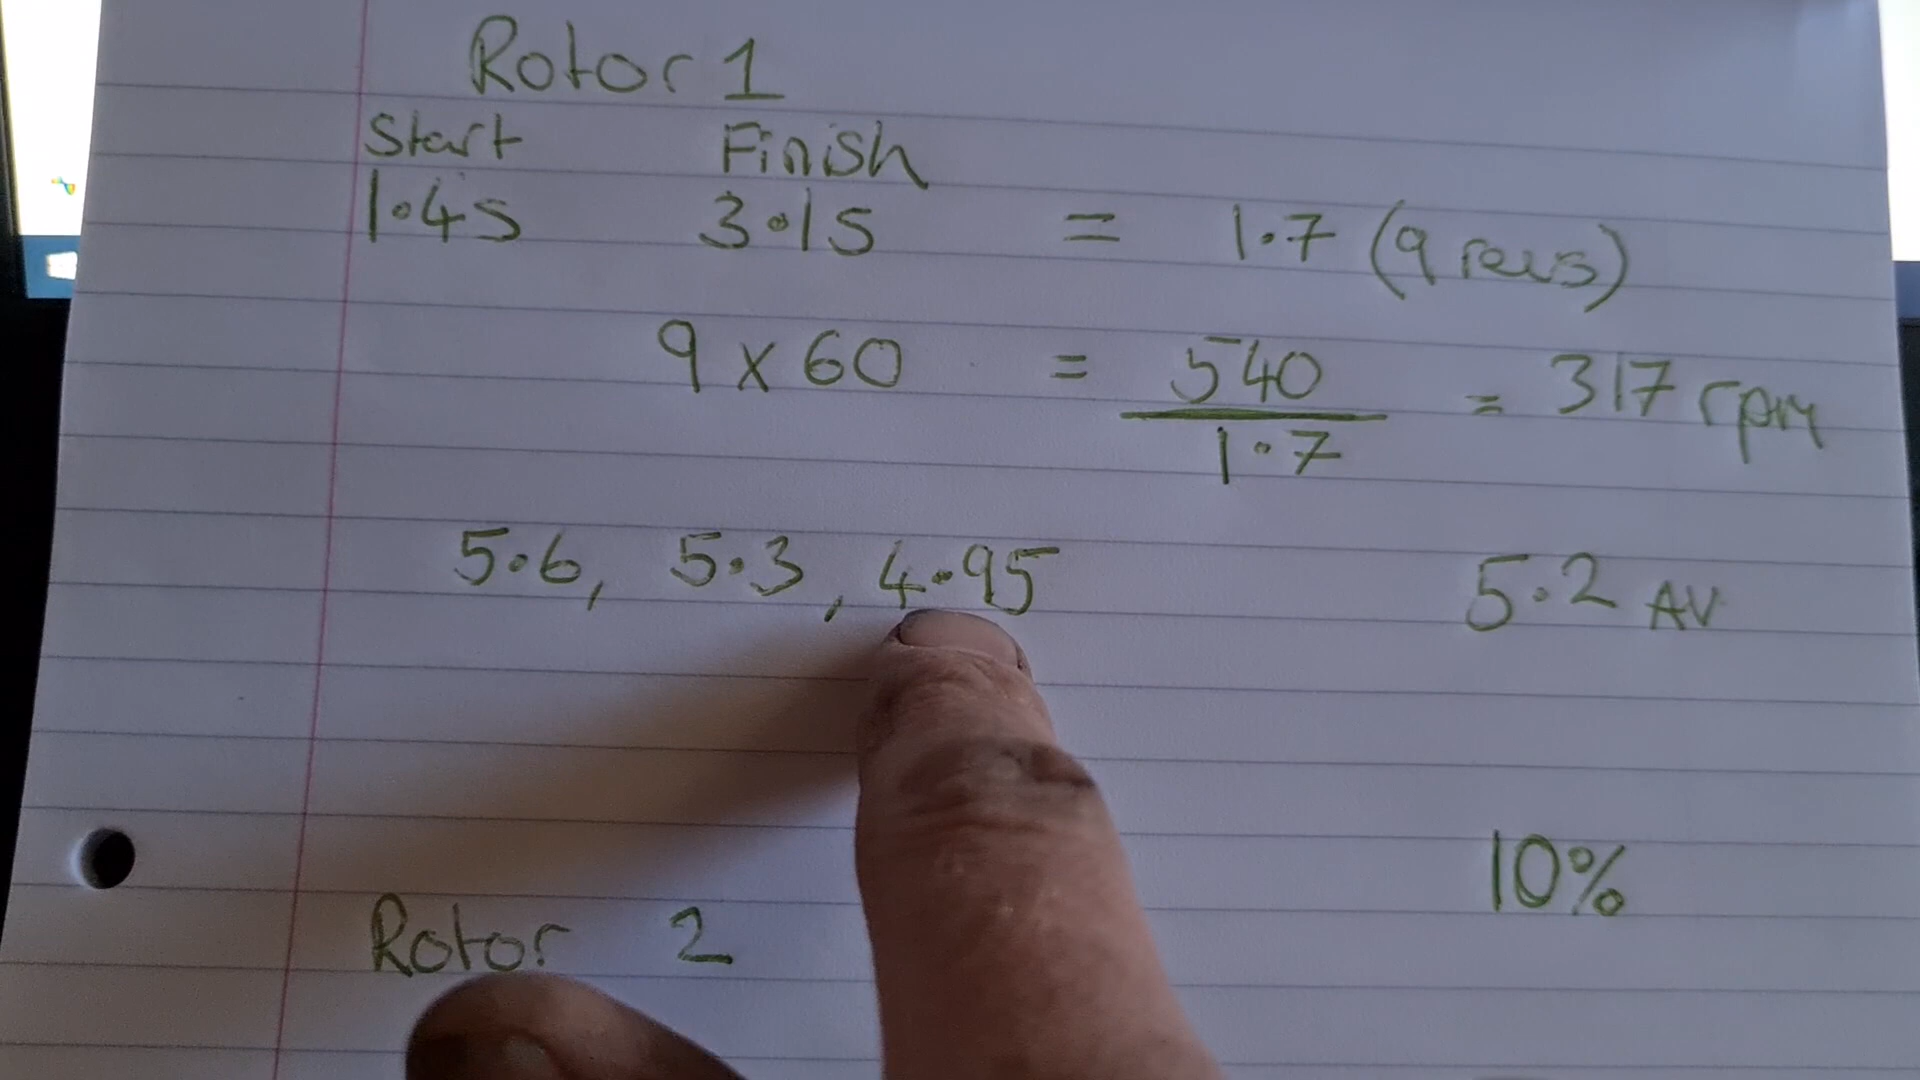 Rotor 1
Start Finish
1.45 3.15 = 1.7 (9 revs)
9 x 60 = 540 / 1.7 = 317 rpm
5.6, 5.3, 4.95 5.2 AV
10%
Rotor 2